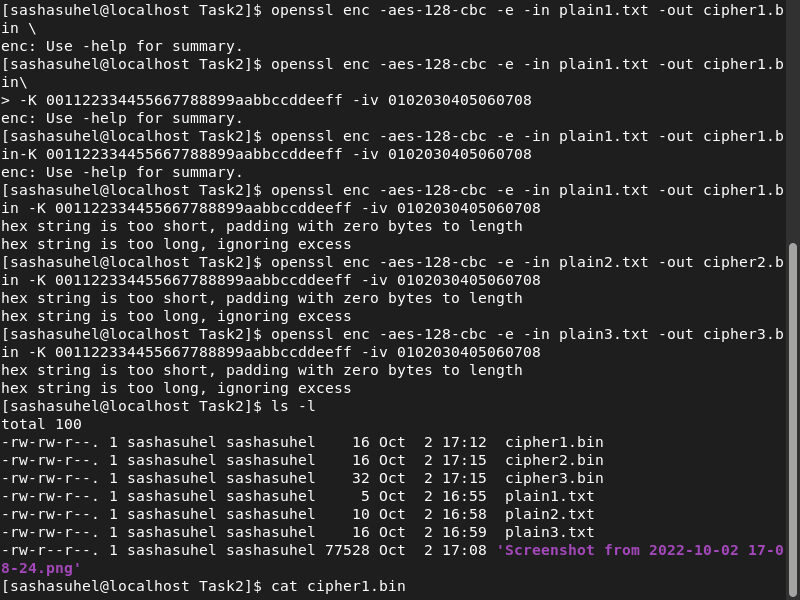 [sashasuhel@localhost Task2]$ openssl enc -aes-128-cbc -e -in plain1.txt -out cipher1.b
in \
enc: Use -help for summary.
[sashasuhel@localhost Task2]$ openssl enc -aes-128-cbc -e -in plain1.txt -out cipher1.b
in\
> -K 00112233445566778899aabbccddeeff -iv 0102030405060708
enc: Use -help for summary.
[sashasuhel@localhost Task2]$ openssl enc -aes-128-cbc -e -in plain1.txt -out cipher1.b
in-K 00112233445566778899aabbccddeeff -iv 0102030405060708
enc: Use -help for summary.
[sashasuhel@localhost Task2]$ openssl enc -aes-128-cbc -e -in plain1.txt -out cipher1.b
in -K 001122334455667788899aabbccddeeff -iv 0102030405060708
hex string is too short, padding with zero bytes to length
hex string is too long, ignoring excess
[sashasuhel@localhost Task2]$ openssl enc -aes-128-cbc -e -in plain2.txt -out cipher2.b
in -K 001122334455667788899aabbccddeeff -iv 0102030405060708
hex string is too short, padding with zero bytes to length
hex string is too long, ignoring excess
[sashasuhel@localhost Task2]$ openssl enc -aes-128-cbc -e -in plain3.txt -out cipher3.b
in -K 001122334455667788899aabbccddeeff -iv 0102030405060708
hex string is too short, padding with zero bytes to length
hex string is too long, ignoring excess
[sashasuhel@localhost Task2]$ ls -l
total 100
-rw-rw-r--. 1 sashasuhel sashasuhel    16 Oct  2 17:12  cipher1.bin
-rw-rw-r--. 1 sashasuhel sashasuhel    16 Oct  2 17:15  cipher2.bin
-rw-rw-r--. 1 sashasuhel sashasuhel    32 Oct  2 17:15  cipher3.bin
-rw-rw-r--. 1 sashasuhel sashasuhel     5 Oct  2 16:55  plain1.txt
-rw-rw-r--. 1 sashasuhel sashasuhel    10 Oct  2 16:58  plain2.txt
-rw-rw-r--. 1 sashasuhel sashasuhel    16 Oct  2 16:59  plain3.txt
-rw-r--r--. 1 sashasuhel sashasuhel 77528 Oct  2 17:08 'Screenshot from 2022-10-02 17-0
8-24.png'
[sashasuhel@localhost Task2]$ cat cipher1.bin